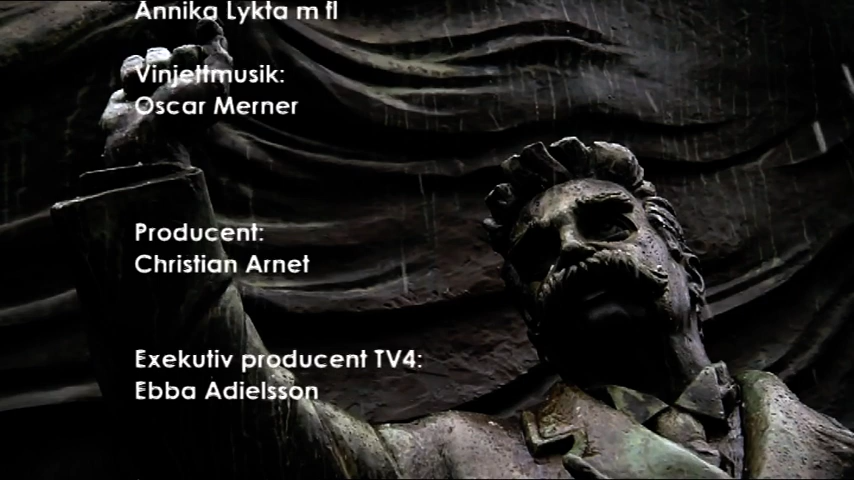 Annika Lykta m fl
Vinjettmusik:
Oscar Merner
Producent:
Christian Arnet
Exekutiv producent TV4:
Ebba Adielsson